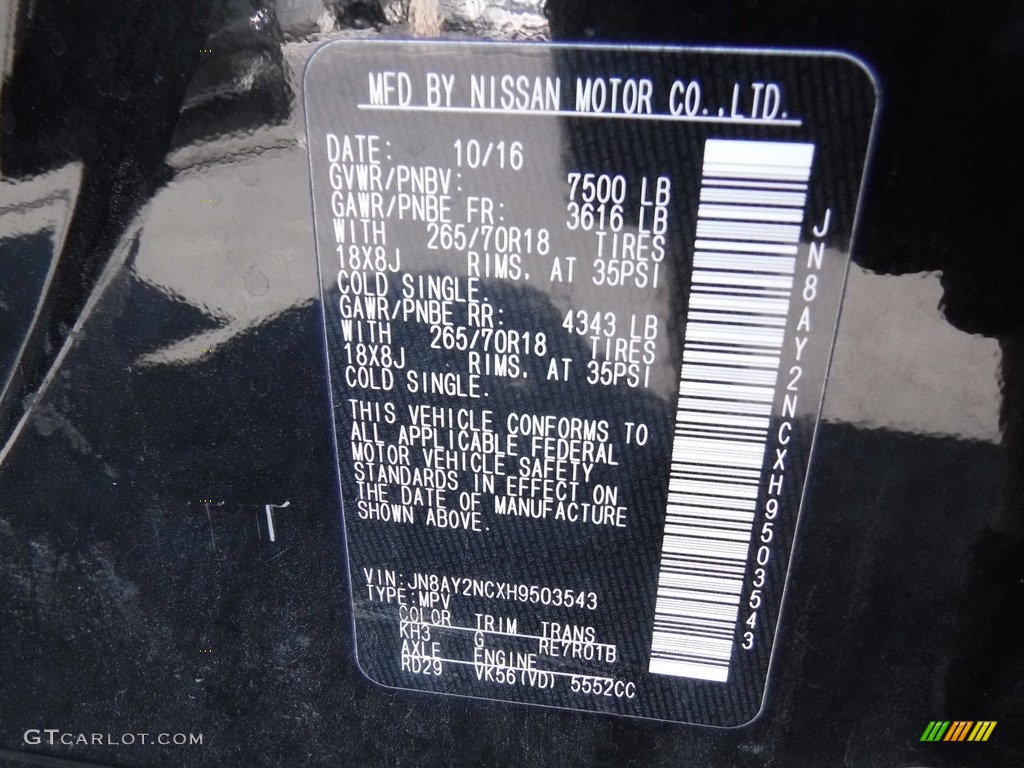 MFD BY NISSAN MOTOR CO.,LTD.
DATE: 10/16
GVWR/PNBV: 7500 LB
GAWR/PNBE FR: 3616 LB
WITH 265/70R18 TIRES
18X8J RIMS. AT 35PSI
COLD SINGLE.
GAWR/PNBE RR: 4343 LB
WITH 265/70R18 TIRES
18X8J RIMS. AT 35PSI
COLD SINGLE.
THIS VEHICLE CONFORMS TO
ALL APPLICABLE FEDERAL
MOTOR VEHICLE SAFETY
STANDARDS IN EFFECT ON
THE DATE OF MANUFACTURE
SHOWN ABOVE.
VIN:JN8AY2NCXH9503543
TYPE:MPV
COLOR TRIM TRANS
KH3 G RE7R01B
AXLE ENGINE
RD29 VK56(VD) 5552CC
JN8AY2NCXH9503543
GTCARLOT.COM